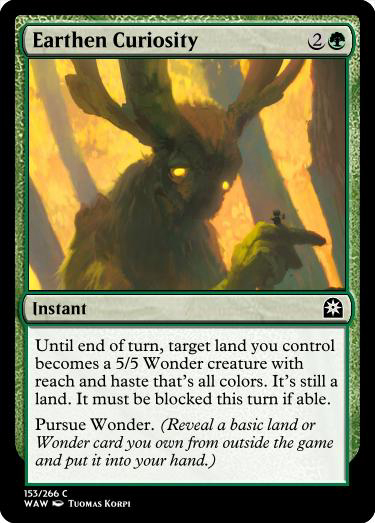 Earthen Curiosity 2
Instant
Until end of turn, target land you control
becomes a 5/5 Wonder creature with
reach and haste that's all colors. It's still a
land. It must be blocked this turn if able.
Pursue Wonder. (Reveal a basic land or
Wonder card you own from outside the game
and put it into your hand.)
153/266 C
WAW Tuomas Korpi